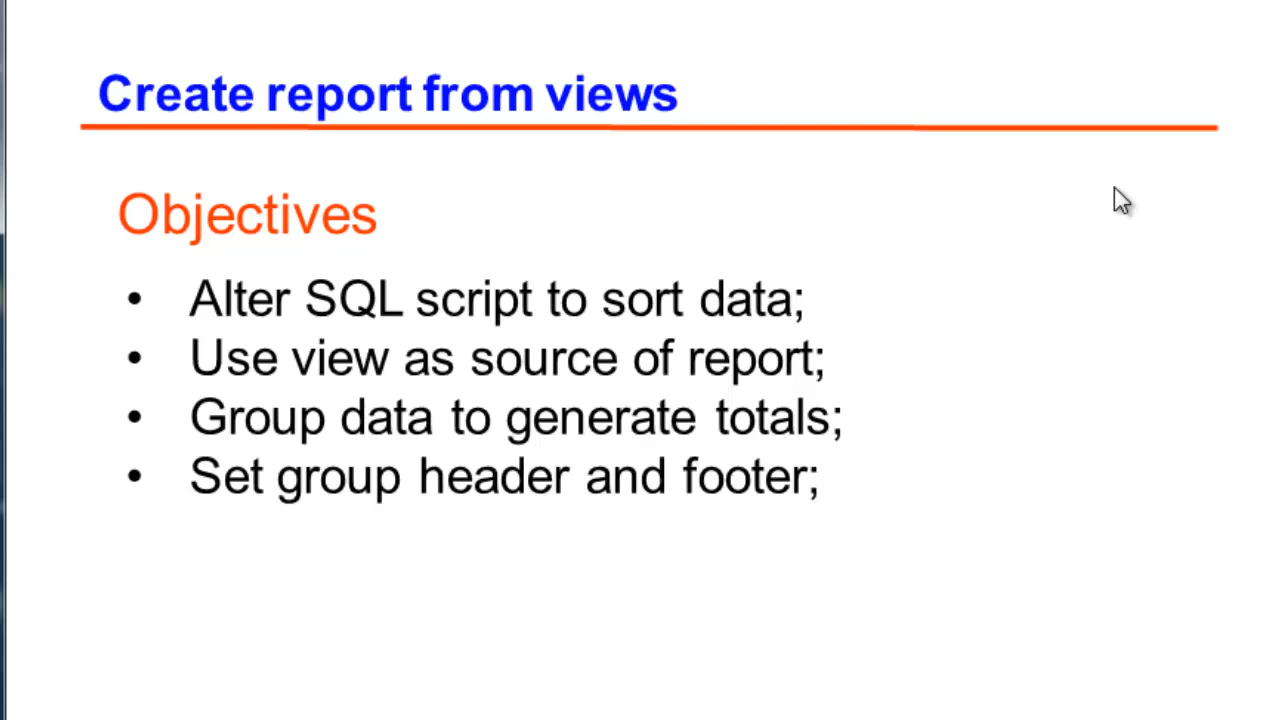 Create report from views
Objectives
• Alter SQL script to sort data;
• Use view as source of report;
• Group data to generate totals;
• Set group header and footer;